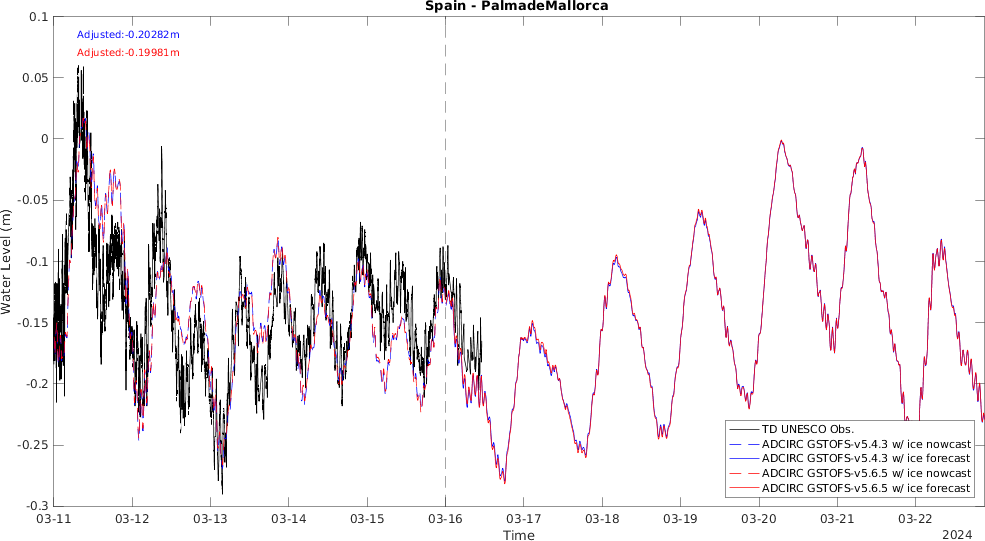 Spain - PalmadeMallorca
Adjusted:-0.20282m
Adjusted:-0.19981m
0.1
0.05
0
-0.05
-0.1
-0.15
-0.2
-0.25
-0.3
Water Level (m)
TD UNESCO Obs.
ADCIRC GSTOFS-v5.4.3 w/ ice nowcast
ADCIRC GSTOFS-v5.4.3 w/ ice forecast
ADCIRC GSTOFS-v5.6.5 w/ ice nowcast
ADCIRC GSTOFS-v5.6.5 w/ ice forecast
03-11 03-12 03-13 03-14 03-15 03-16 03-17 03-18 03-19 03-20 03-21 03-22
Time
2024